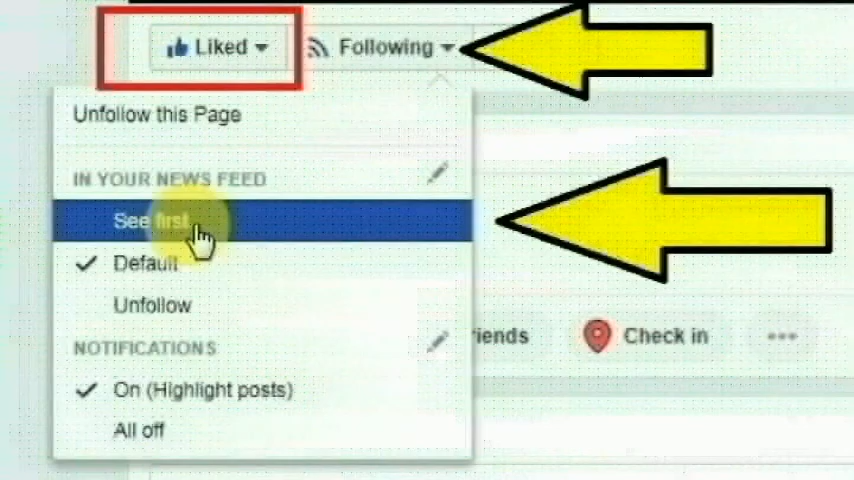 Liked Following
Unfollow this Page
IN YOUR NEWS FEED
See first
Default
Unfollow
riends Check in
NOTIFICATIONS
On (Highlight posts)
All off